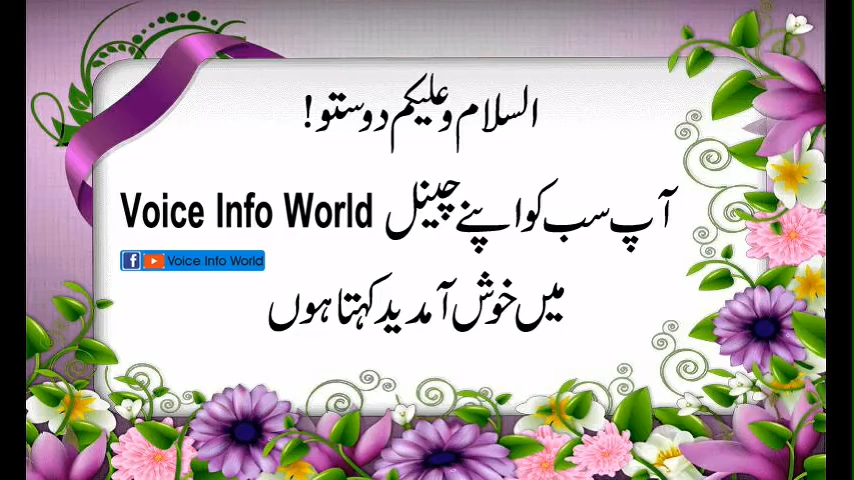 السلام وعلیکم دوستو!
آپ سب کو اپنے چینل Voice Info World
Voice Info World
میں خوش آمدید کہتا ہوں